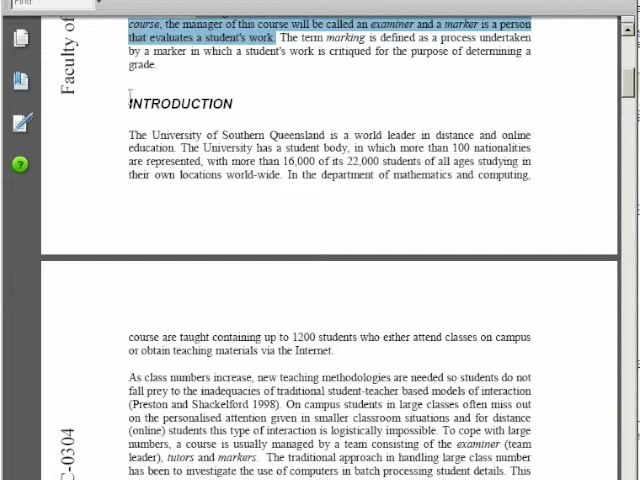 Find
course, the manager of this course will be called an examiner and a marker is a person
that evaluates a student's work. The term marking is defined as a process undertaken
by a marker in which a student's work is critiqued for the purpose of determining a
grade.
Faculty of
INTRODUCTION
The University of Southern Queensland is a world leader in distance and online
education. The University has a student body, in which more than 100 nationalities
are represented, with more than 16,000 of its 22,000 students of all ages studying in
their own locations world-wide. In the department of mathematics and computing,
course are taught containing up to 1200 students who either attend classes on campus
or obtain teaching materials via the Internet.
As class numbers increase, new teaching methodologies are needed so students do not
fall prey to the inadequacies of traditional student-teacher based models of interaction
(Preston and Shackelford 1998). On campus students in large classes often miss out
on the personalised attention given in smaller classroom situations and for distance
(online) students this type of interaction is logistically impossible. To cope with large
numbers, a course is usually managed by a team consisting of the examiner (team
leader), tutors and markers. The traditional approach in handling large class number
has been to investigate the use of computers in batch processing student details. This
C-0304